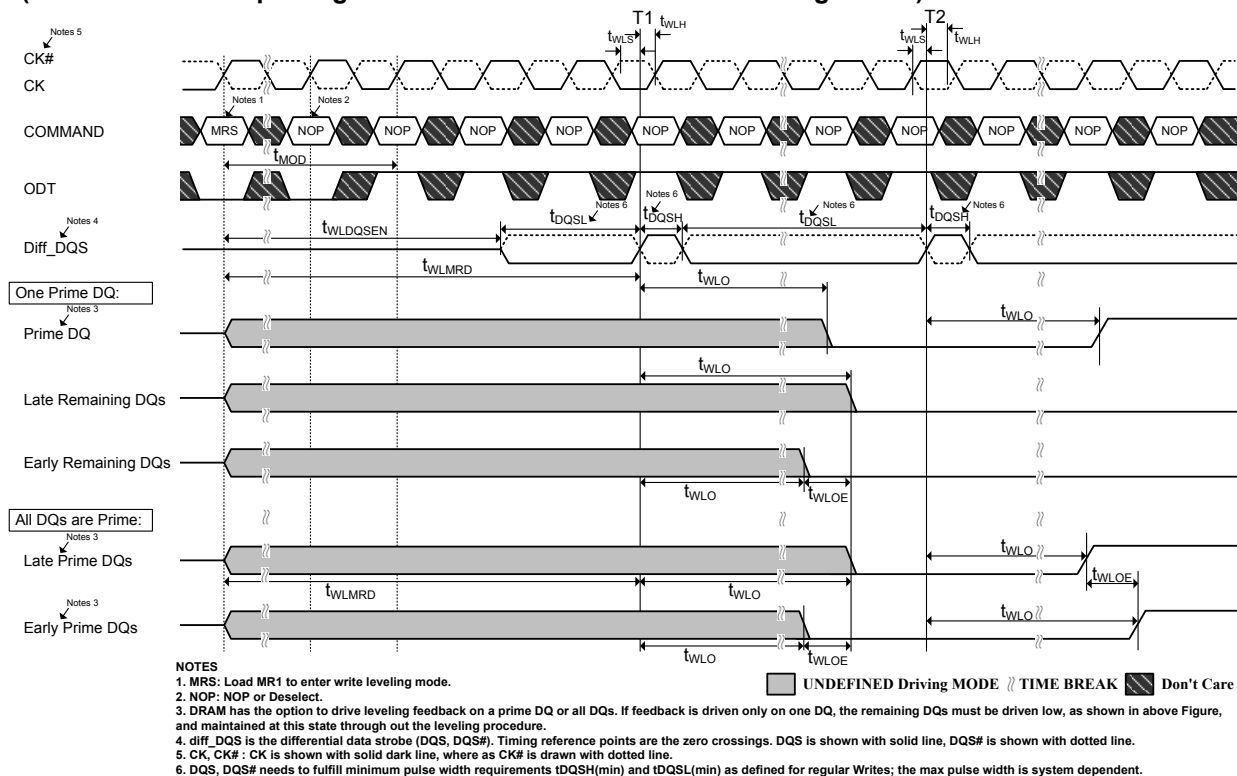 T1 tWLH T2
tWLS tWLS tWLH
Notes 5
CK#
CK
Notes 1 Notes 2
COMMAND MRS NOP NOP NOP NOP NOP NOP NOP NOP NOP NOP NOP
tMOD
ODT
Notes 6 Notes 6 Notes 6 Notes 6
Notes 4
tDQSL tDQSH tDQSL tDQSH
tWLDQSEN
Diff_DQS
tWLMRD tWLO
One Prime DQ:
Notes 3
Prime DQ
tWLO
tWLO
Late Remaining DQs
Early Remaining DQs
tWLO tWLOE
All DQs are Prime:
Notes 3
Late Prime DQs
tWLO
tWLMRD tWLO tWLOE
Notes 3
Early Prime DQs
tWLO
tWLO tWLOE
NOTES
1. MRS: Load MR1 to enter write leveling mode.
UNDEFINED Driving MODE TIME BREAK Don't Care
2. NOP: NOP or Deselect.
3. DRAM has the option to drive leveling feedback on a prime DQ or all DQs. If feedback is driven only on one DQ, the remaining DQs must be driven low, as shown in above Figure,
and maintained at this state through out the leveling procedure.
4. diff_DQS is the differential data strobe (DQS, DQS#). Timing reference points are the zero crossings. DQS is shown with solid line, DQS# is shown with dotted line.
5. CK, CK# : CK is shown with solid dark line, where as CK# is drawn with dotted line.
6. DQS, DQS# needs to fulfill minimum pulse width requirements tDQSH(min) and tDQSL(min) as defined for regular Writes; the max pulse width is system dependent.